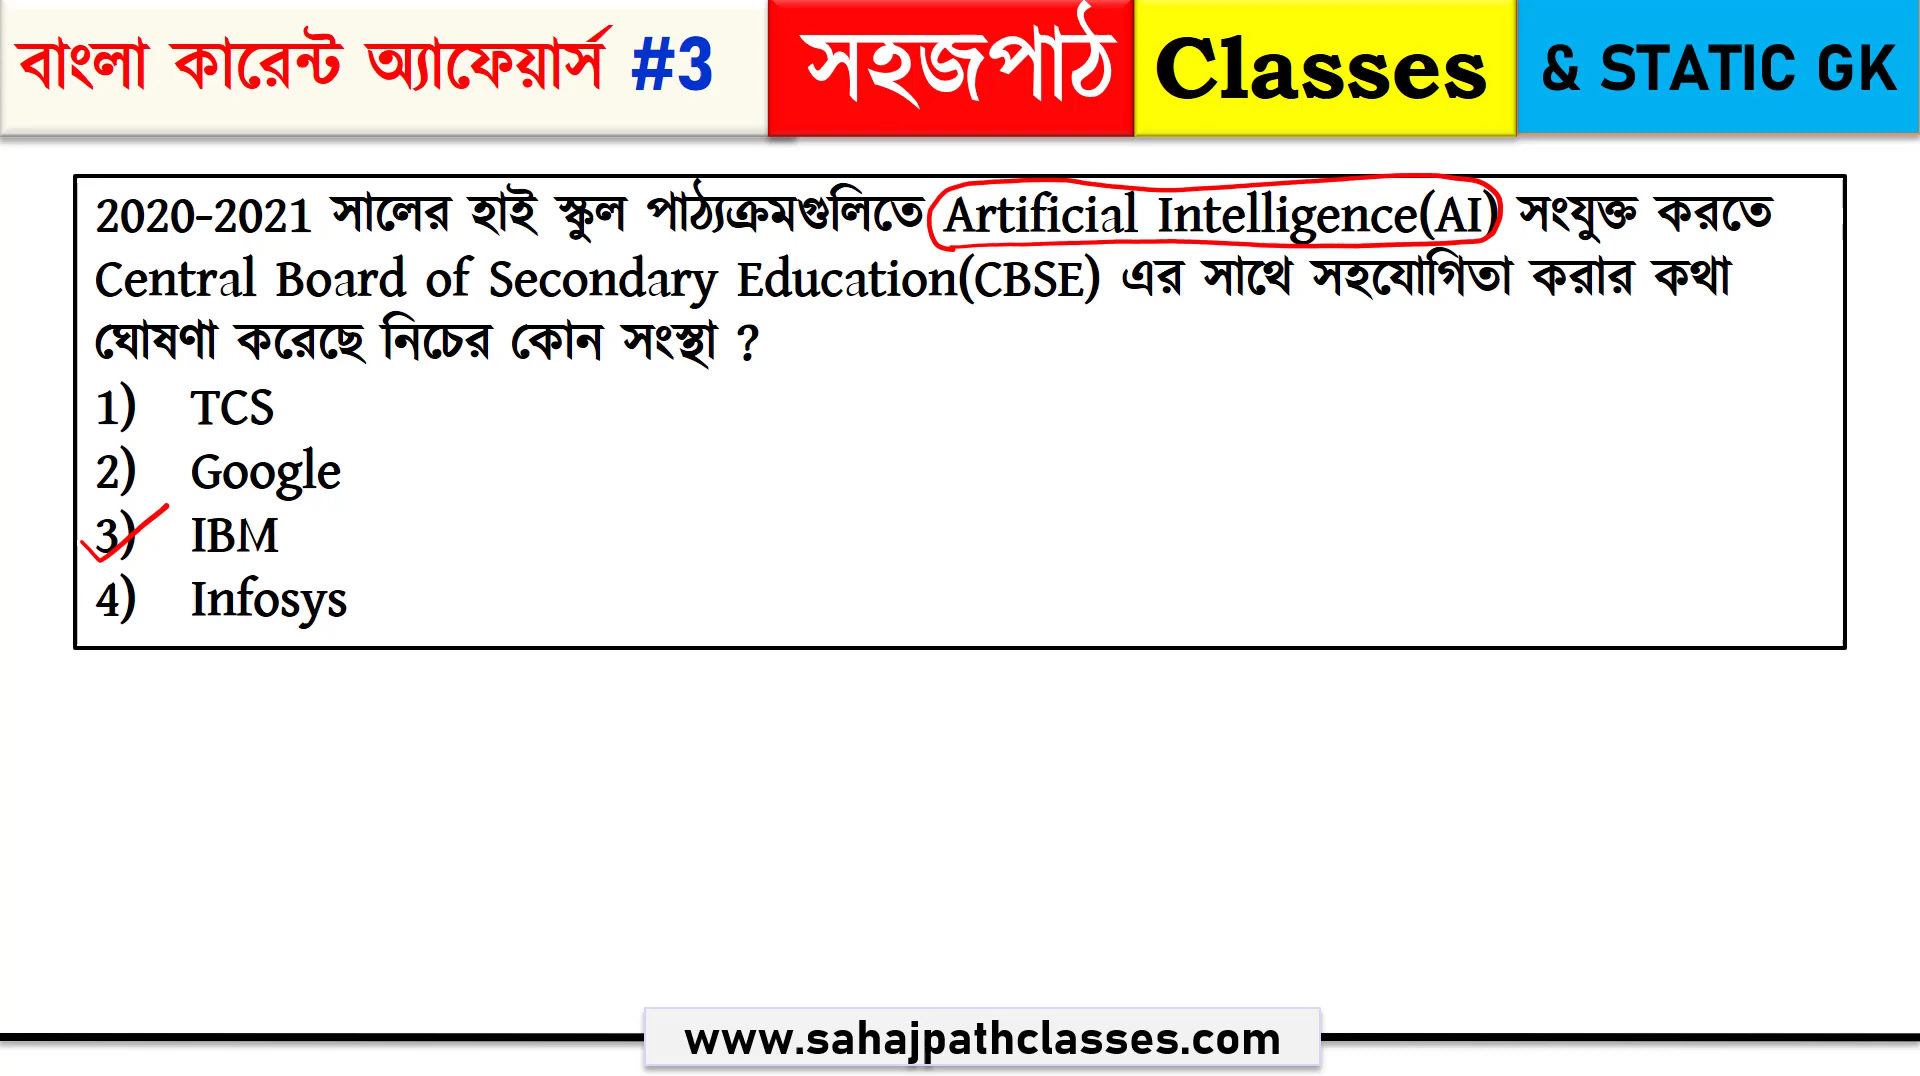 বাংলা কারেন্ট অ্যাফেয়ার্স #3 সহজপাঠ Classes & STATIC GK
2020-2021 সালের হাই স্কুল পাঠ্যক্রমগুলিতে Artificial Intelligence(AI) সংযুক্ত করতে
Central Board of Secondary Education(CBSE) এর সাথে সহযোগিতা করার কথা
ঘোষণা করেছে নিচের কোন সংস্থা ?
1) TCS
2) Google
3) IBM
4) Infosys
www.sahajpathclasses.com